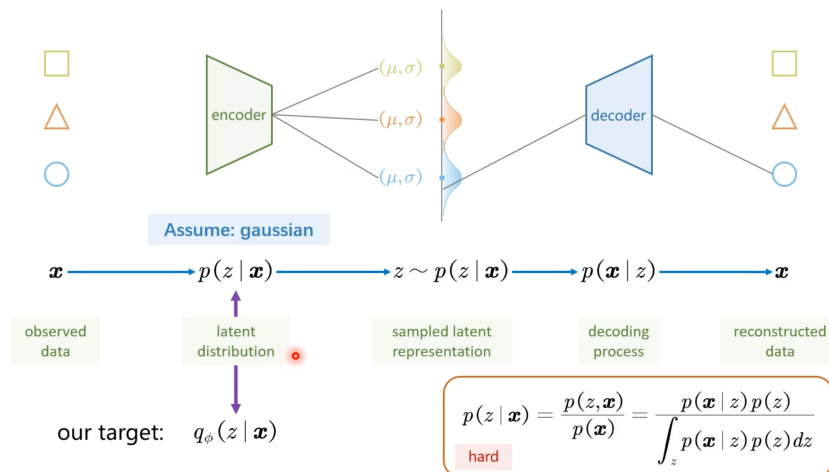 encoder
(μ, σ)
(μ, σ)
(μ, σ)
decoder
Assume: gaussian
x
p(z | x)
z ~ p(z | x)
p(x | z)
x
observed
data
latent
distribution
sampled latent
representation
decoding
process
reconstructed
data
our target: qϕ(z | x)
p(z | x) = p(z, x) / p(x) = p(x | z) p(z) / ∫z p(x | z) p(z) dz
hard